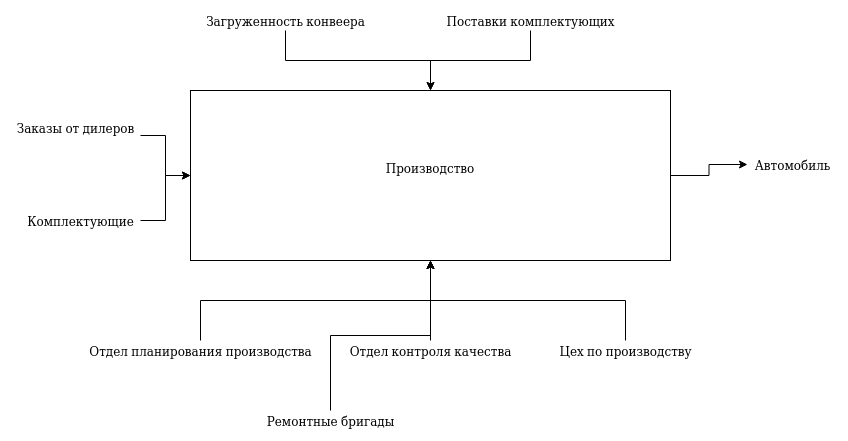 Загруженность конвеера
Поставки комплектующих
Заказы от дилеров
Производство
Автомобиль
Комплектующие
Отдел планирования производства
Отдел контроля качества
Цех по производству
Ремонтные бригады